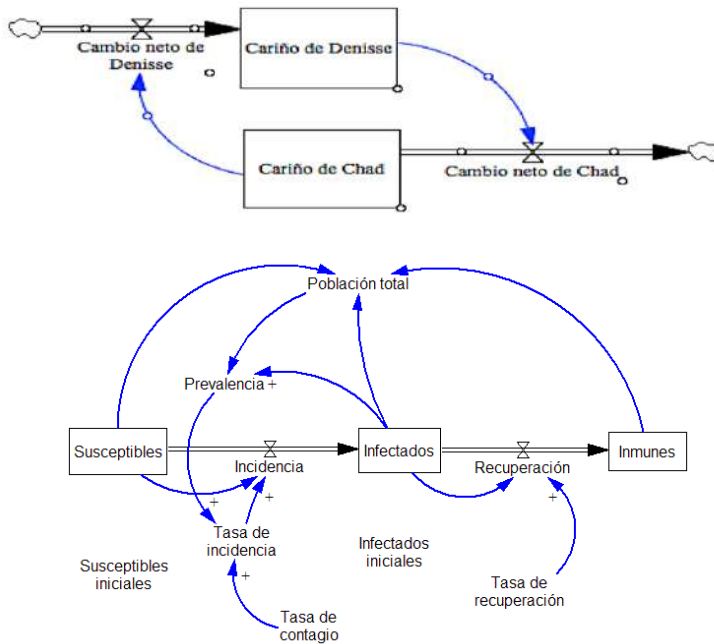 Cambio neto de
Denisse
Cariño de Denisse
Cariño de Chad
Cambio neto de Chad
Población total
Prevalencia +
Susceptibles
Incidencia
Infectados
Recuperación
Inmunes
+
+
+
Tasa de
incidencia
+
Susceptibles
iniciales
Infectados
iniciales
Tasa de
recuperación
Tasa de
contagio